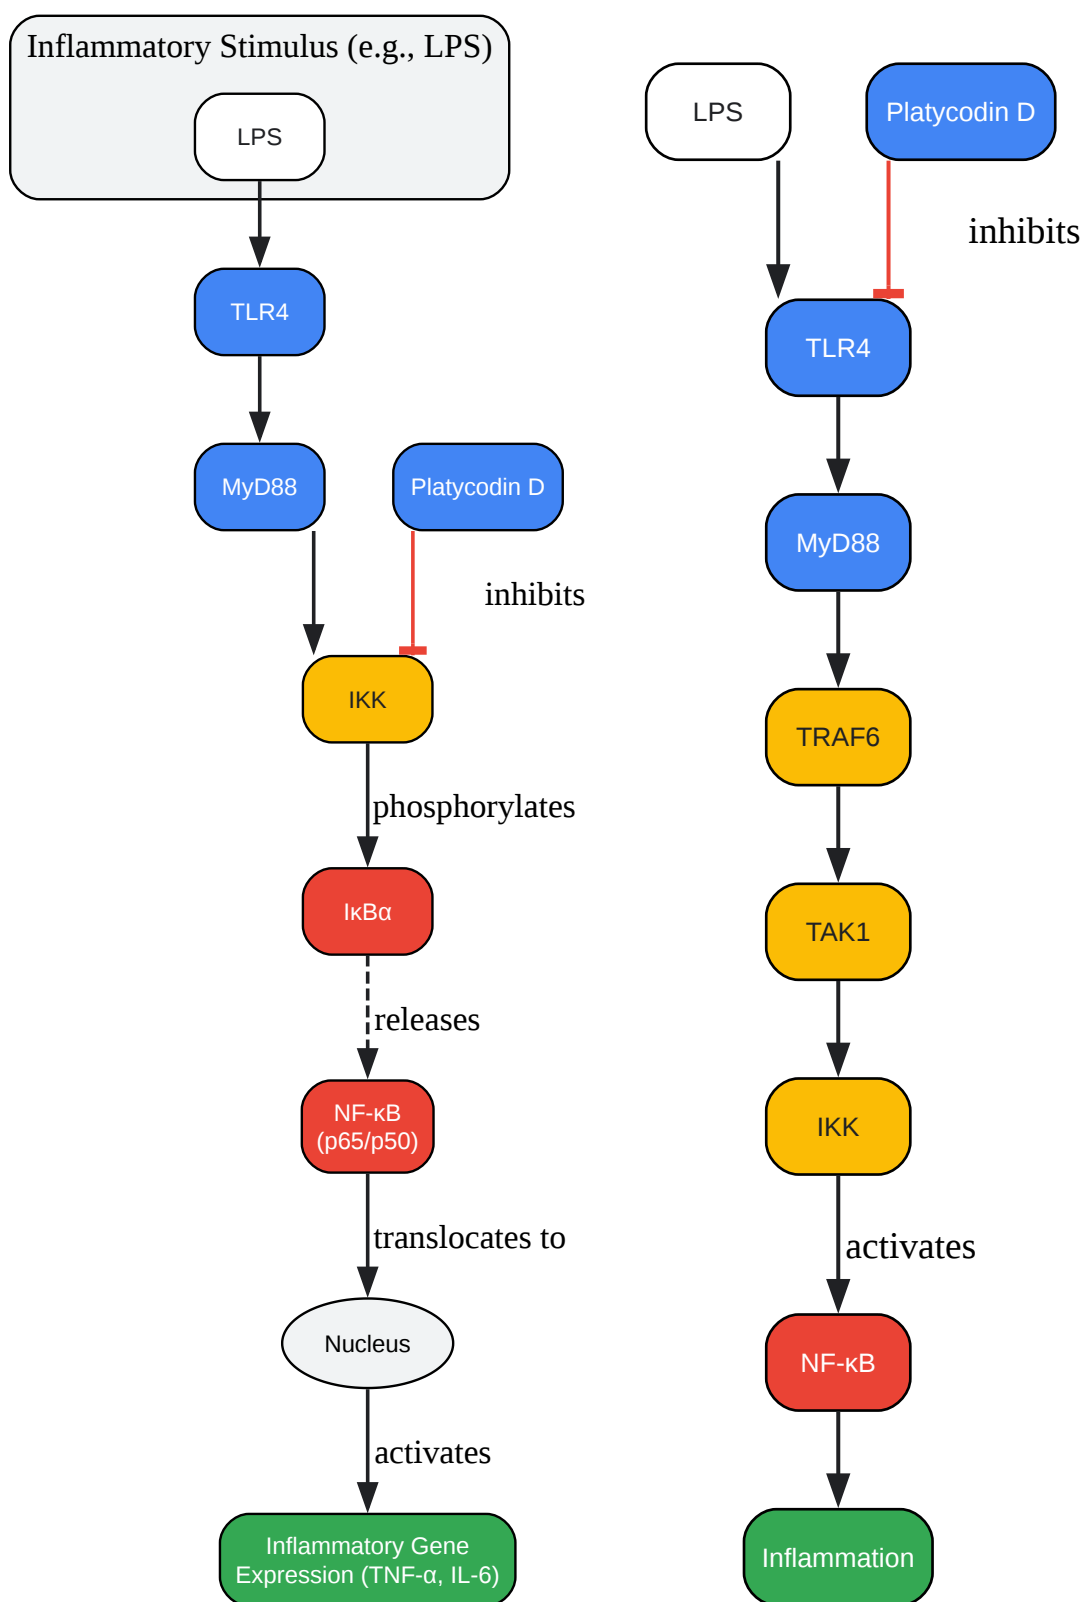 Inflammatory Stimulus (e.g., LPS)
LPS
TLR4
MyD88
Platycodin D
inhibits
IKK
phosphorylates
IκBα
releases
NF-κB
(p65/p50)
translocates to
Nucleus
activates
Inflammatory Gene
Expression (TNF-α, IL-6)
LPS
Platycodin D
inhibits
TLR4
MyD88
TRAF6
TAK1
IKK
activates
NF-κB
Inflammation